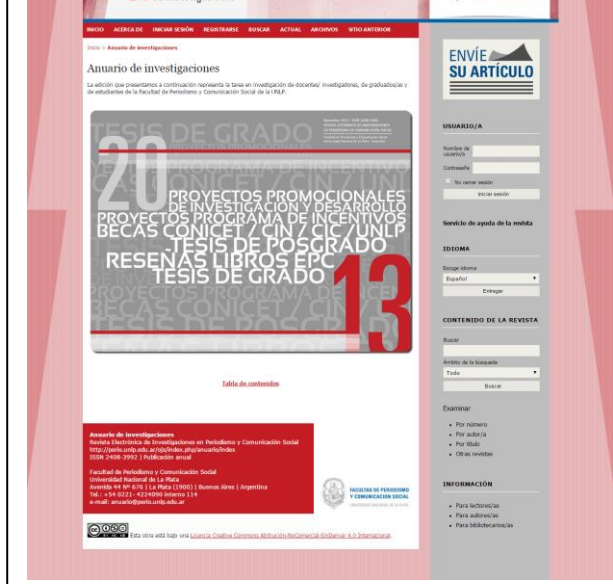 INICIO ACERCA DE INICIAR SESIÓN REGISTRARSE BUSCAR ACTUAL ARCHIVOS SITIO ANTERIOR
Inicio > Anuario de investigaciones
Anuario de investigaciones
La edición que presentamos a continuación representa la tarea en investigación de docentes/ investigadores, de graduados/as y
de estudiantes de la Facultad de Periodismo y Comunicación Social de la UNLP.
TESIS DE GRADO
20
PROYECTOS PROMOCIONALES
DE INVESTIGACIÓN Y DESARROLLO
PROYECTOS PROGRAMA DE INCENTIVOS
BECAS CONICET / CIN / CIC /UNLP
TESIS DE POSGRADO
RESEÑAS LIBROS EPC
TESIS DE GRADO
13
Tabla de contenidos
Anuario de investigaciones
Revista Electrónica de Investigaciones en Periodismo y Comunicación Social
http://perio.unlp.edu.ar/ojs/index.php/anuario/index
ISSN 2408-3992 | Publicación anual
Facultad de Periodismo y Comunicación Social
Universidad Nacional de La Plata
Avenida 44 Nº 676 | La Plata (1900) | Buenos Aires | Argentina
Tel.: +54 0221- 4224090 interno 114
e-mail: anuario@perio.unlp.edu.ar
FACULTAD DE PERIODISMO
Y COMUNICACIÓN SOCIAL
UNIVERSIDAD NACIONAL DE LA PLATA
Esta obra está bajo una Licencia Creative Commons Atribución-NoComercial-SinDerivar 4.0 Internacional.
ENVÍE
SU ARTÍCULO
USUARIO/A
Nombre de
usuario/a
Contraseña
No cerrar sesión
Iniciar sesión
Servicio de ayuda de la revista
IDIOMA
Escoge idioma
Español
Entregar
CONTENIDO DE LA REVISTA
Buscar
Ámbito de la búsqueda
Todo
Buscar
Examinar
Por número
Por autor/a
Por título
Otras revistas
INFORMACIÓN
Para lectores/as
Para autores/as
Para bibliotecarios/as